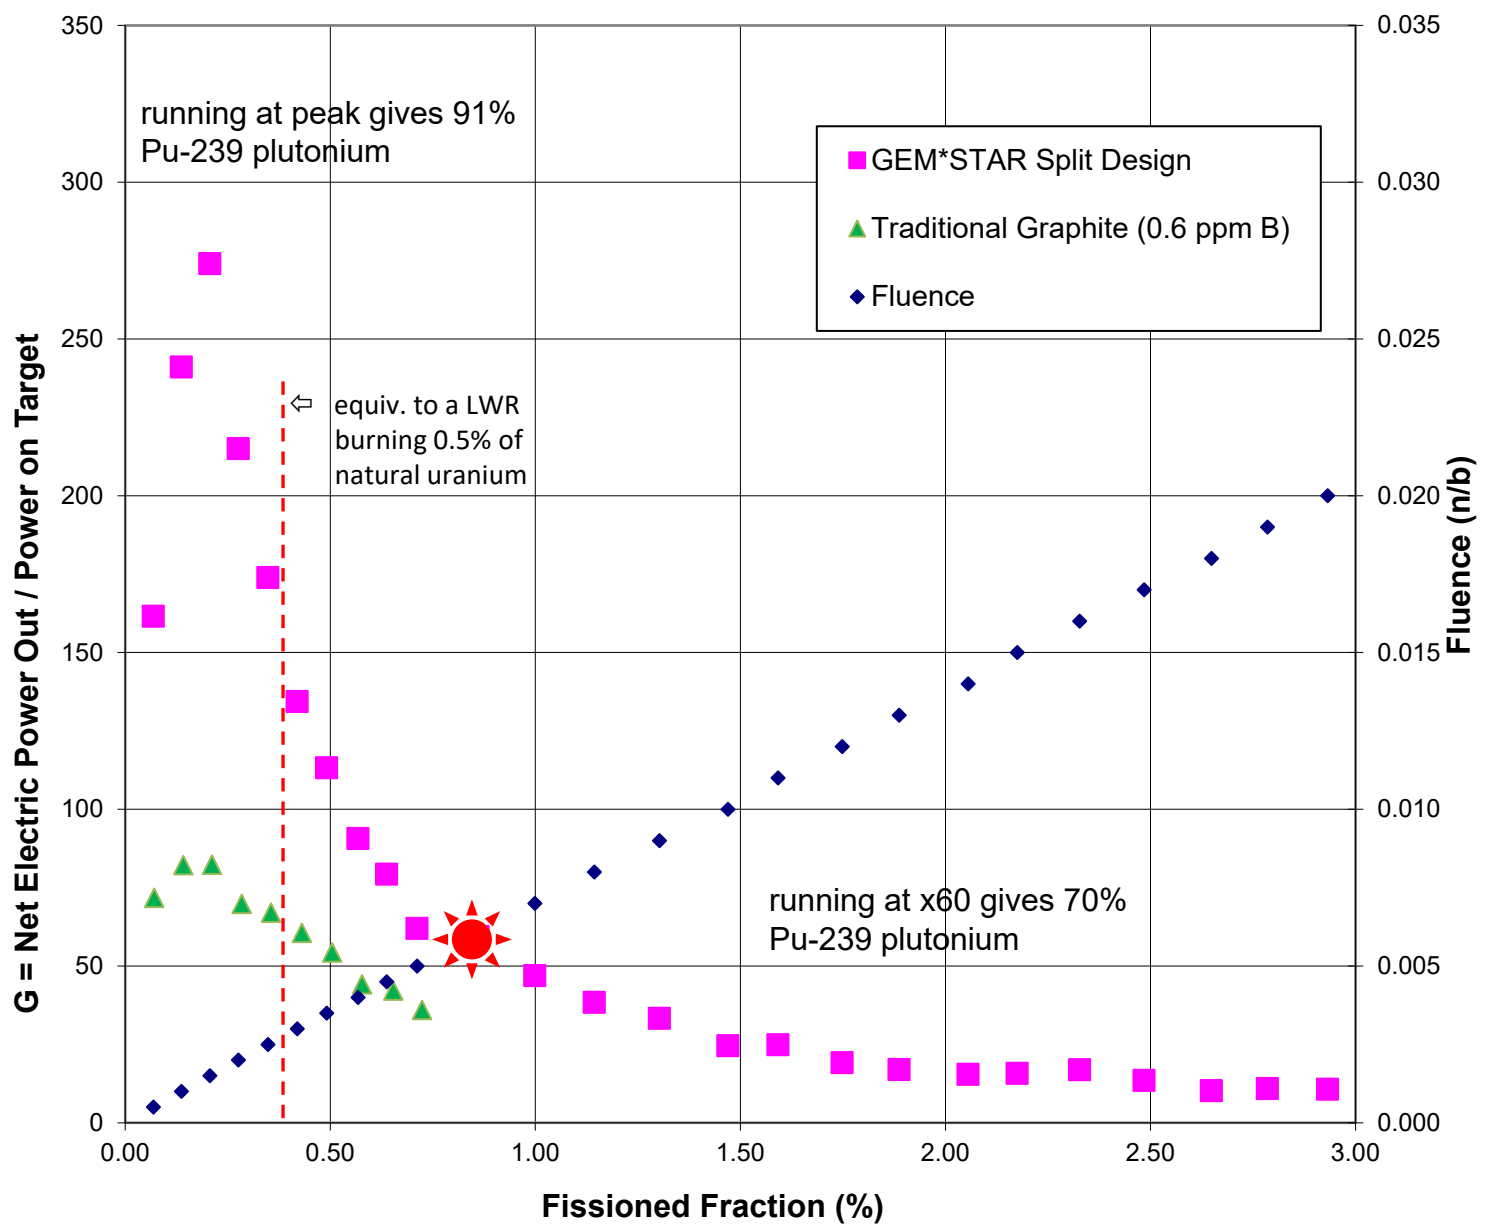 350
300
250
200
150
100
50
0
G = Net Electric Power Out / Power on Target
running at peak gives 91%
Pu-239 plutonium
GEM*STAR Split Design
Traditional Graphite (0.6 ppm B)
Fluence
⇦ equiv. to a LWR
burning 0.5% of
natural uranium
running at x60 gives 70%
Pu-239 plutonium
0.035
0.030
0.025
0.020
0.015
0.010
0.005
0.000
Fluence (n/b)
0.00 0.50 1.00 1.50 2.00 2.50 3.00
Fissioned Fraction (%)